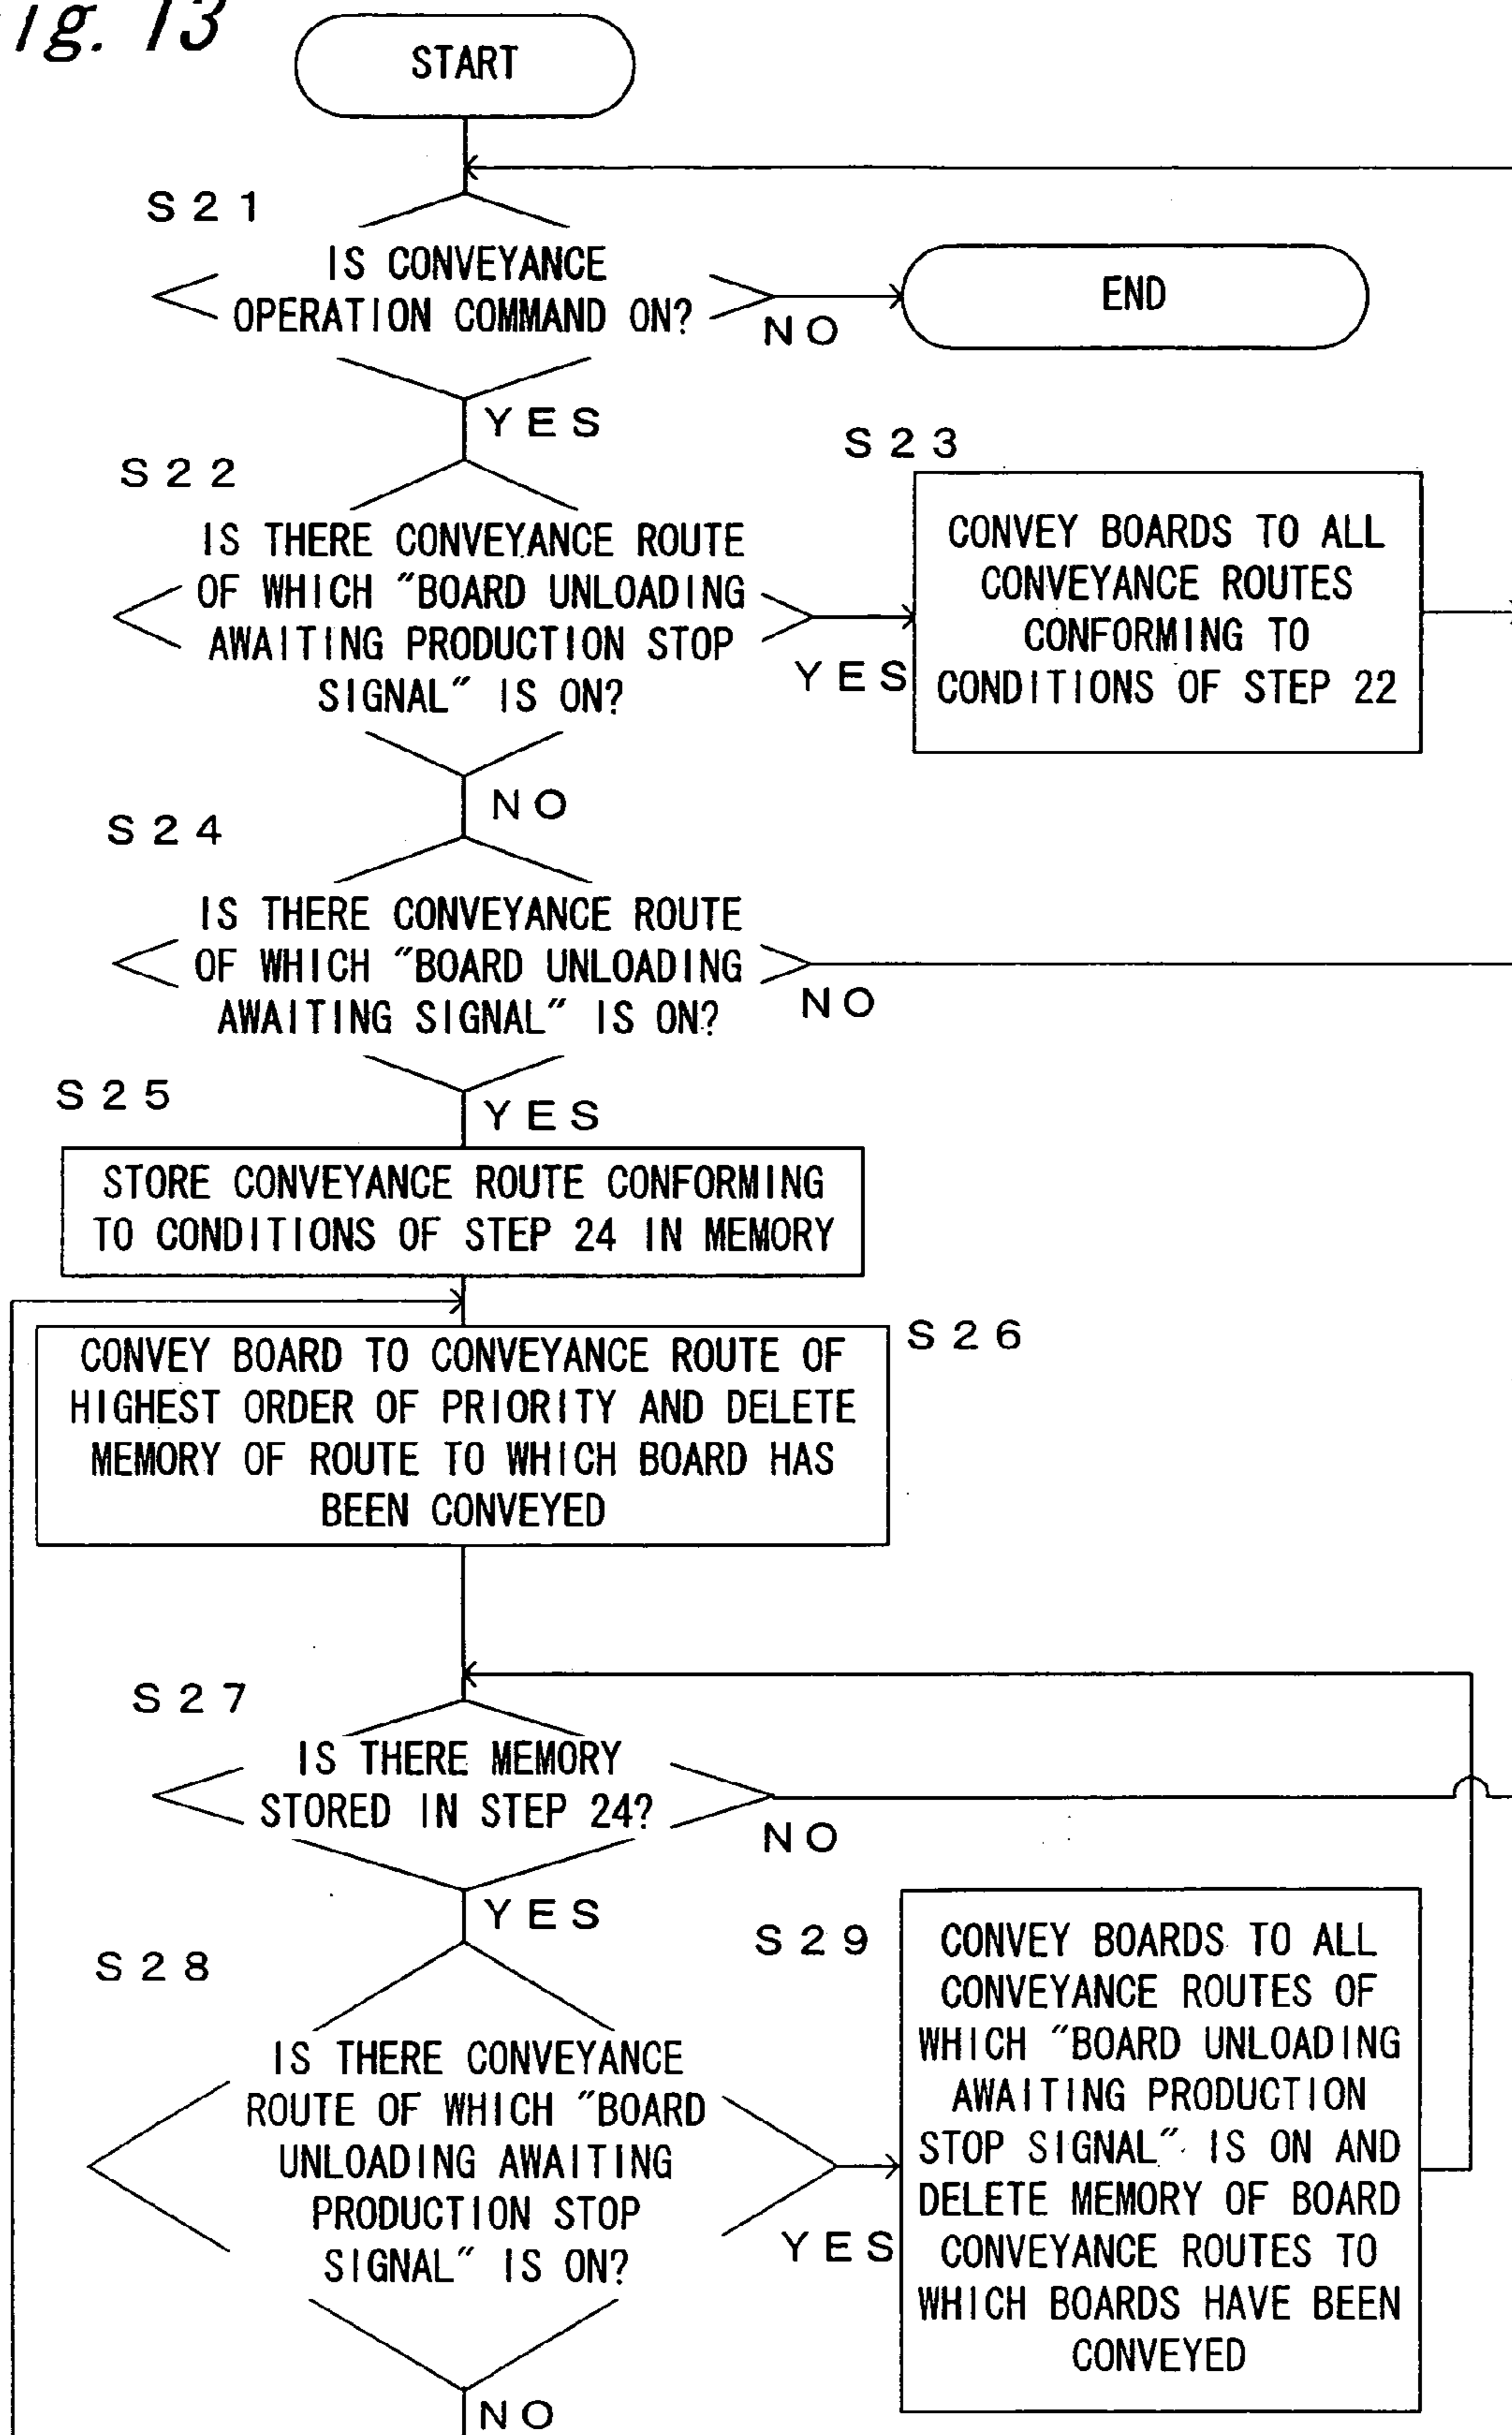 Fig. 13
START
S21
IS CONVEYANCE
OPERATION COMMAND ON?
NO
END
YES
S22
IS THERE CONVEYANCE ROUTE
OF WHICH "BOARD UNLOADING
AWAITING PRODUCTION STOP
SIGNAL" IS ON?
YES
S23
CONVEY BOARDS TO ALL
CONVEYANCE ROUTES
CONFORMING TO
CONDITIONS OF STEP 22
NO
S24
IS THERE CONVEYANCE ROUTE
OF WHICH "BOARD UNLOADING
AWAITING SIGNAL" IS ON?
NO
YES
S25
STORE CONVEYANCE ROUTE CONFORMING
TO CONDITIONS OF STEP 24 IN MEMORY
S26
CONVEY BOARD TO CONVEYANCE ROUTE OF
HIGHEST ORDER OF PRIORITY AND DELETE
MEMORY OF ROUTE TO WHICH BOARD HAS
BEEN CONVEYED
S27
IS THERE MEMORY
STORED IN STEP 24?
NO
YES
S28
IS THERE CONVEYANCE
ROUTE OF WHICH "BOARD
UNLOADING AWAITING
PRODUCTION STOP
SIGNAL" IS ON?
YES
S29
CONVEY BOARDS TO ALL
CONVEYANCE ROUTES OF
WHICH "BOARD UNLOADING
AWAITING PRODUCTION
STOP SIGNAL" IS ON AND
DELETE MEMORY OF BOARD
CONVEYANCE ROUTES TO
WHICH BOARDS HAVE BEEN
CONVEYED
NO